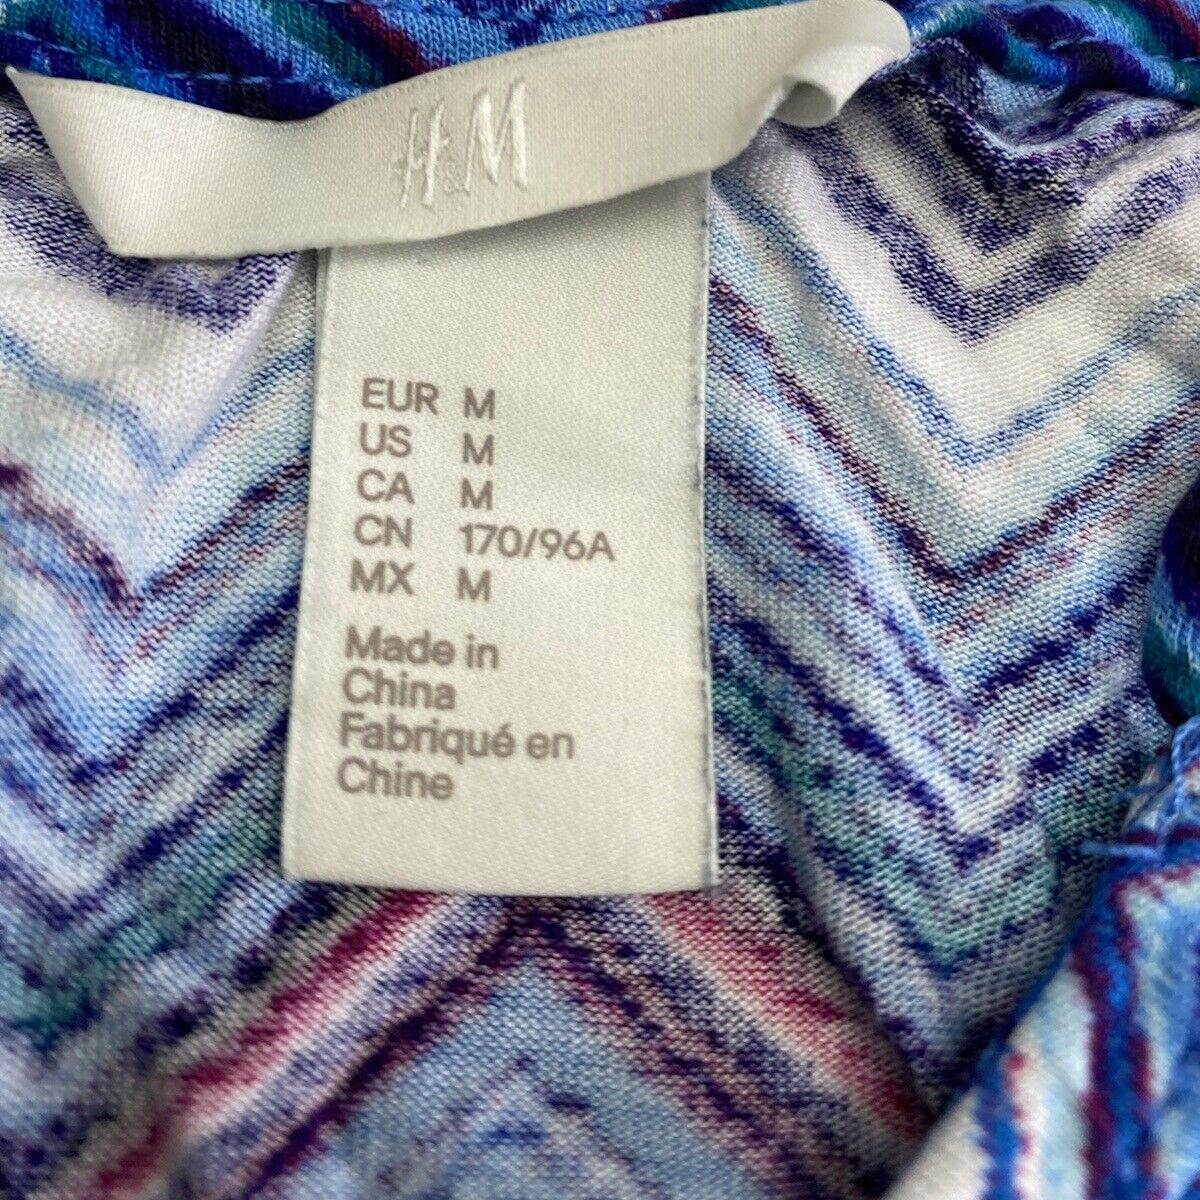 H&M
EUR M
US M
CA M
CN 170/96A
MX M
Made in
China
Fabriqué en
Chine